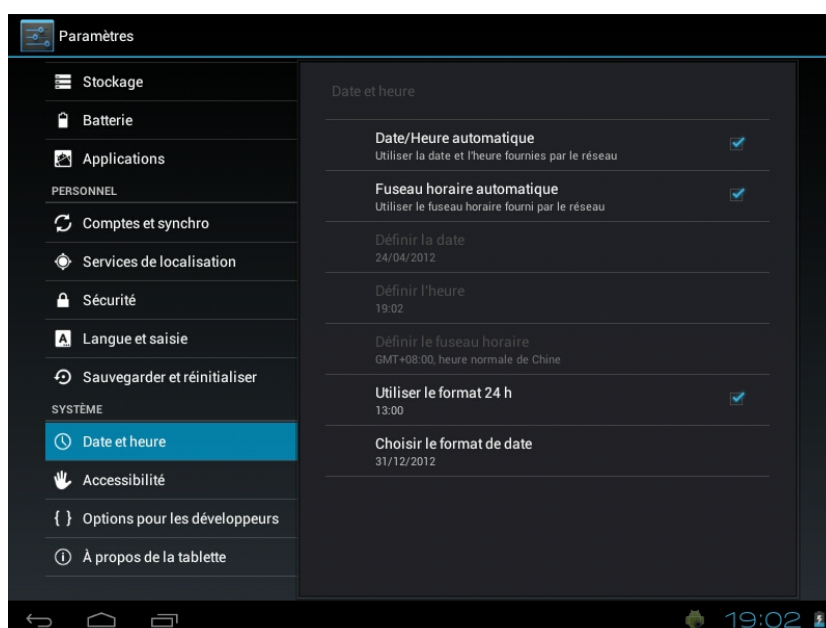 Paramètres
Stockage
Batterie
Applications
PERSONNEL
Comptes et synchro
Services de localisation
Sécurité
Langue et saisie
Sauvegarder et réinitialiser
SYSTÈME
Date et heure
Accessibilité
{ } Options pour les développeurs
À propos de la tablette
Date et heure
Date/Heure automatique
Utiliser la date et l'heure fournies par le réseau
Fuseau horaire automatique
Utiliser le fuseau horaire fourni par le réseau
Définir la date
24/04/2012
Définir l'heure
19:02
Définir le fuseau horaire
GMT+08:00, heure normale de Chine
Utiliser le format 24 h
13:00
Choisir le format de date
31/12/2012
19:02